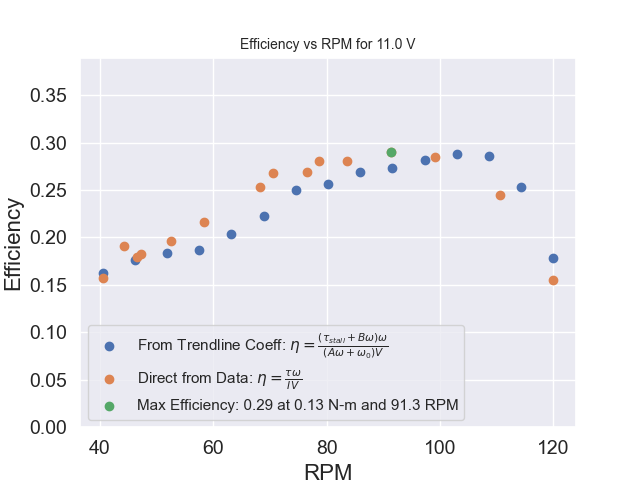 Efficiency vs RPM for 11.0 V
Efficiency
0.35
0.30
0.25
0.20
0.15
0.10
0.05
0.00
From Trendline Coeff: η = (τ_stall + Bω)ω / (Aω + ω₀)V
Direct from Data: η = τω / IV
Max Efficiency: 0.29 at 0.13 N-m and 91.3 RPM
40 60 80 100 120
RPM